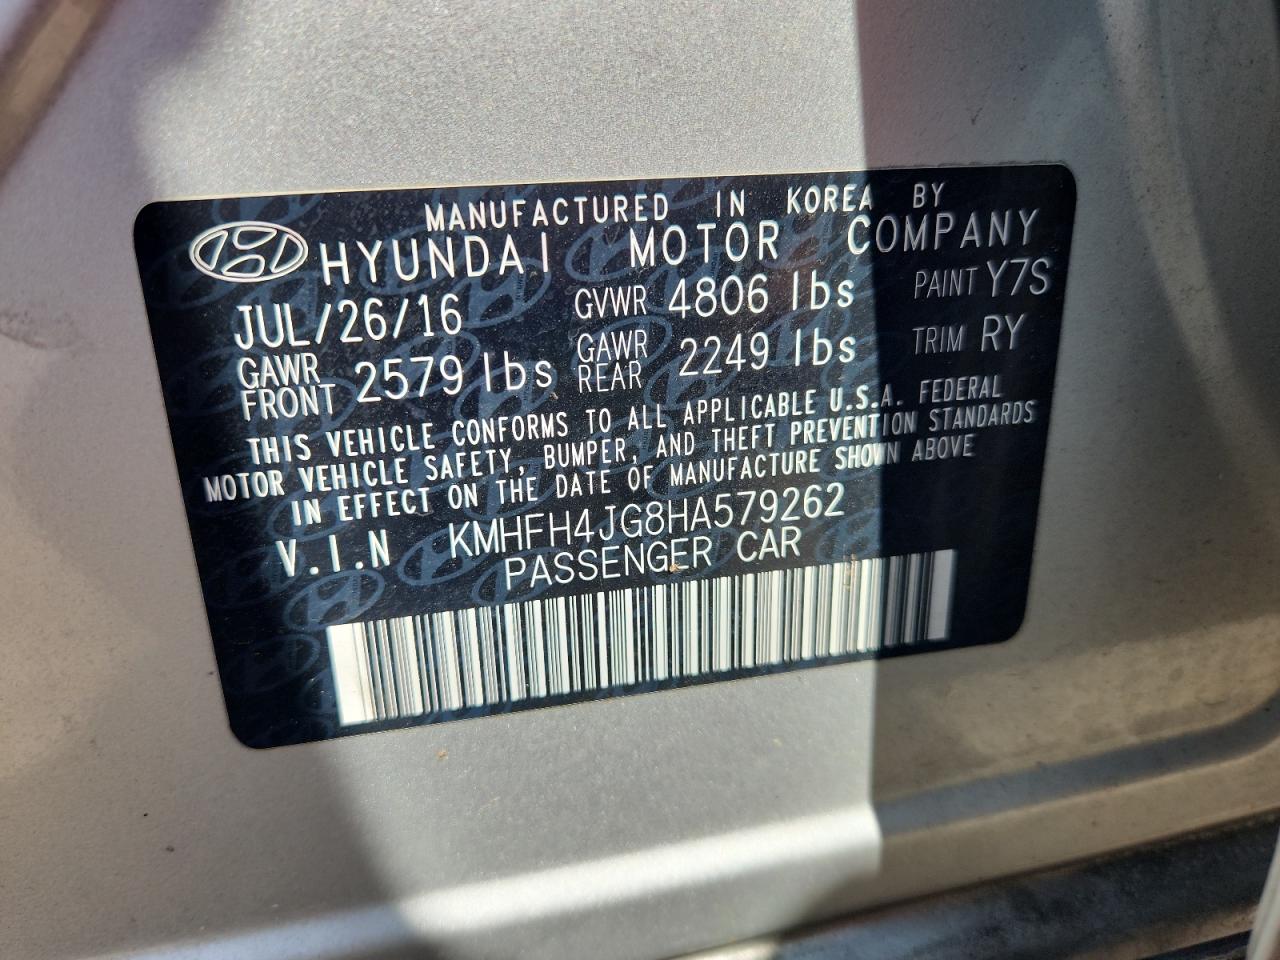 MANUFACTURED IN KOREA BY
HYUNDAI MOTOR COMPANY
JUL/26/16 GVWR 4806 lbs PAINT Y7S
GAWR FRONT 2579 lbs GAWR REAR 2249 lbs TRIM RY
THIS VEHICLE CONFORMS TO ALL APPLICABLE U.S.A. FEDERAL
MOTOR VEHICLE SAFETY, BUMPER, AND THEFT PREVENTION STANDARDS
IN EFFECT ON THE DATE OF MANUFACTURE SHOWN ABOVE
V.I.N KMHFH4JG8HA579262
PASSENGER CAR